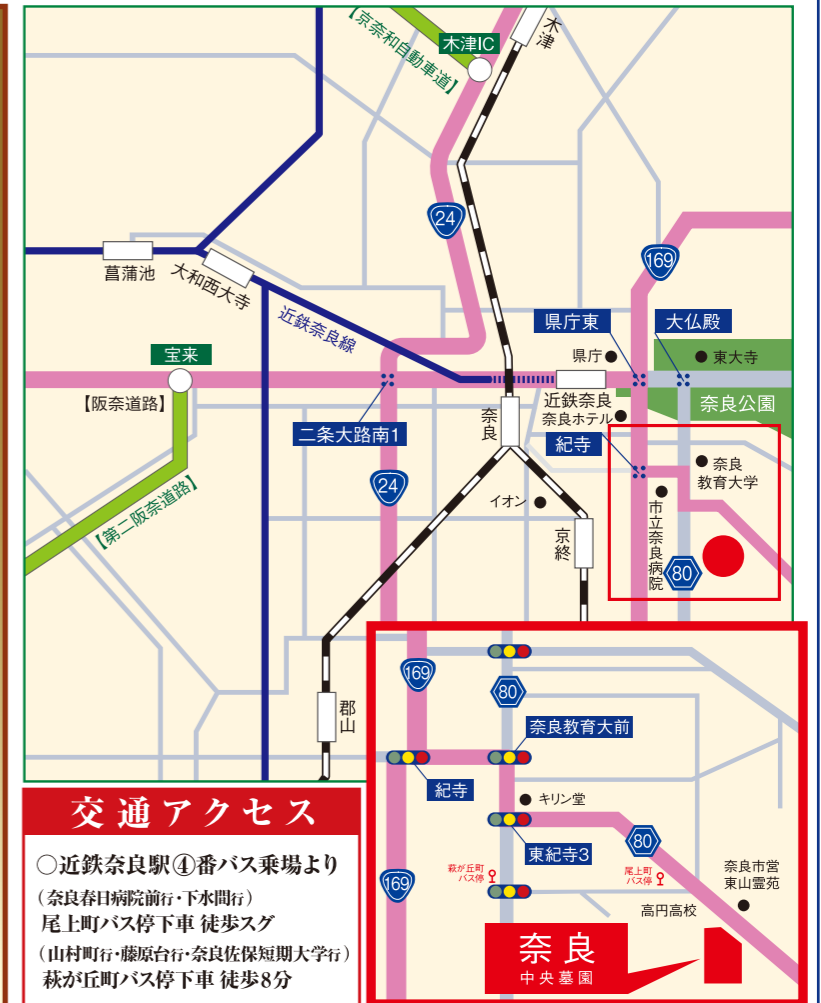 木津
木津IC
【京奈和自動車道】
24
169
菖蒲池
大和西大寺
近鉄奈良線
県庁東
大仏殿
県庁
東大寺
宝来
【阪奈道路】
近鉄奈良
奈良公園
奈良ホテル
二条大路南1
奈良
紀寺
奈良
教育大学
24
【第二阪奈道路】
イオン
市立奈良病院
京終
80
郡山
169
80
奈良教育大前
紀寺
キリン堂
東紀寺3
80
169
萩が丘町
バス停
尾上町
バス停
奈良市営
東山霊苑
高円高校
奈良
中央墓園
交通アクセス
○近鉄奈良駅④番バス乗場より
(奈良春日病院前行・下水間行)
尾上町バス停下車 徒歩スグ
(山村町行・藤原台行・奈良佐保短期大学行)
萩が丘町バス停下車 徒歩8分